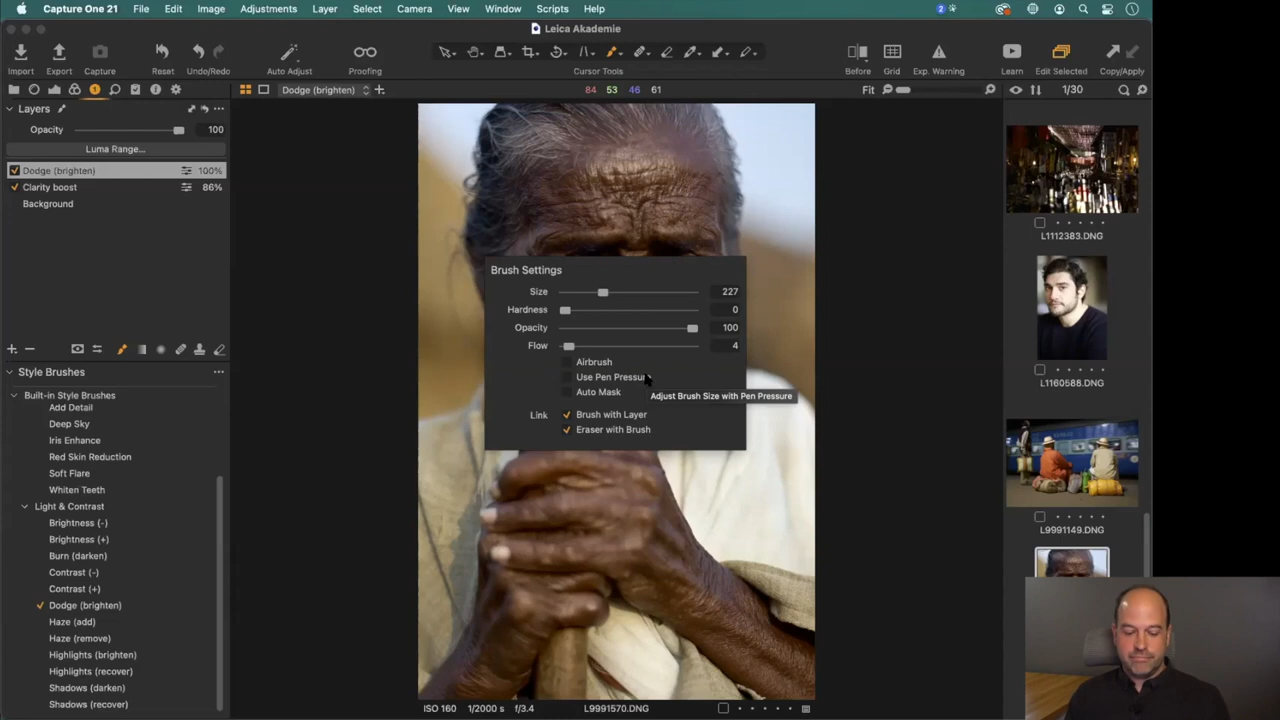 Capture One 21 File Edit Image Adjustments Layer Select Camera View Window Scripts Help 2
Leica Akademie
Import Export Capture Reset Undo/Redo Auto Adjust Proofing Cursor Tools Before Grid Exp. Warning Learn Edit Selected Copy/Apply
Dodge (brighten) 84 53 46 61 Fit 1/30
Layers
Opacity 100
Luma Range...
Dodge (brighten) 100%
Clarity boost 86%
Background
Style Brushes
Built-in Style Brushes
Add Detail
Deep Sky
Iris Enhance
Red Skin Reduction
Soft Flare
Whiten Teeth
Light & Contrast
Brightness (-)
Brightness (+)
Burn (darken)
Contrast (-)
Contrast (+)
Dodge (brighten)
Haze (add)
Haze (remove)
Highlights (brighten)
Highlights (recover)
Shadows (darken)
Shadows (recover)
Brush Settings
Size 227
Hardness 0
Opacity 100
Flow 4
Airbrush
Use Pen Pressure
Auto Mask
Adjust Brush Size with Pen Pressure
Link Brush with Layer
Eraser with Brush
ISO 160 1/2000 s f/3.4 L9991570.DNG
L1112383.DNG
L1160588.DNG
L9991149.DNG